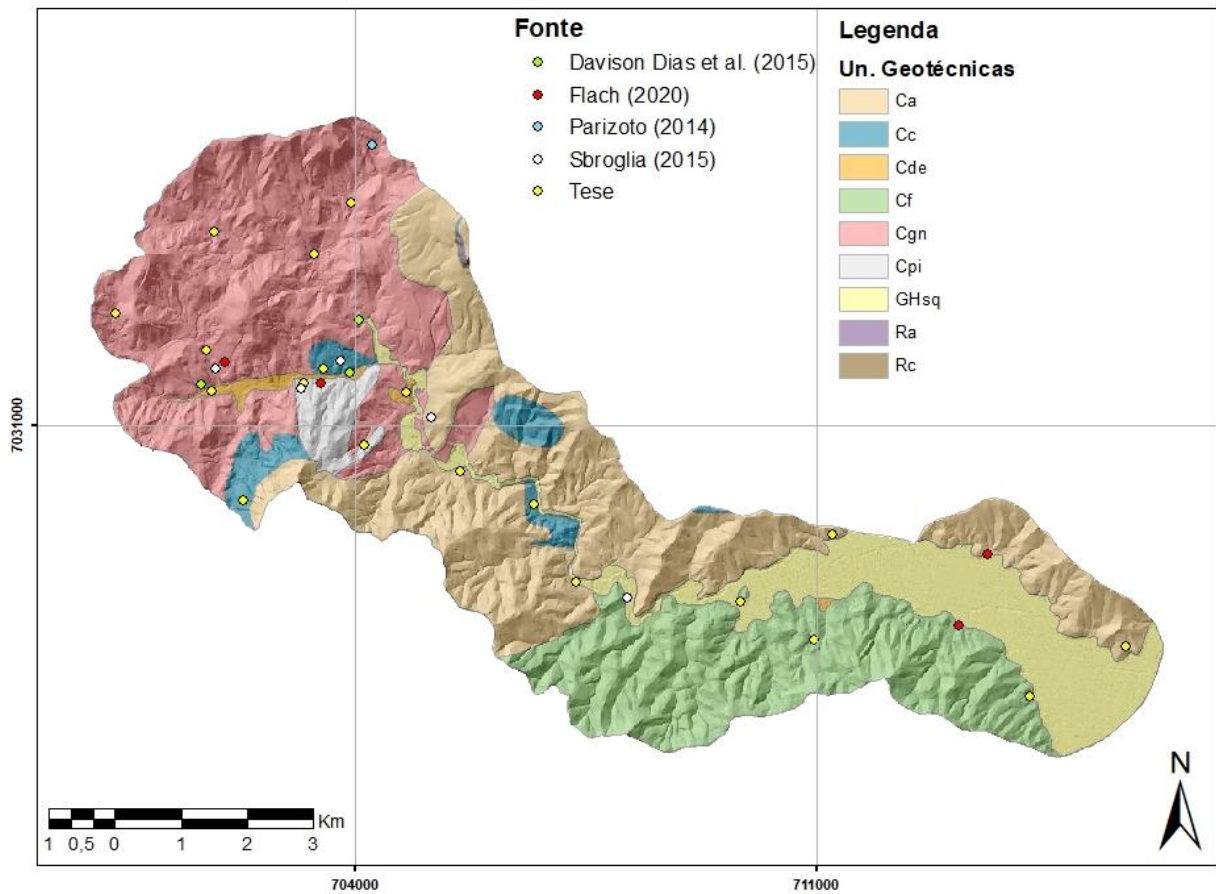 Fonte
Davison Dias et al. (2015)
Flach (2020)
Parizoto (2014)
Sbroglia (2015)
Tese
Legenda
Un. Geotécnicas
Ca
Cc
Cde
Cf
Cgn
Cpi
GHsq
Ra
Rc
7031000
N
Km
1 0,5 0 1 2 3
704000 711000